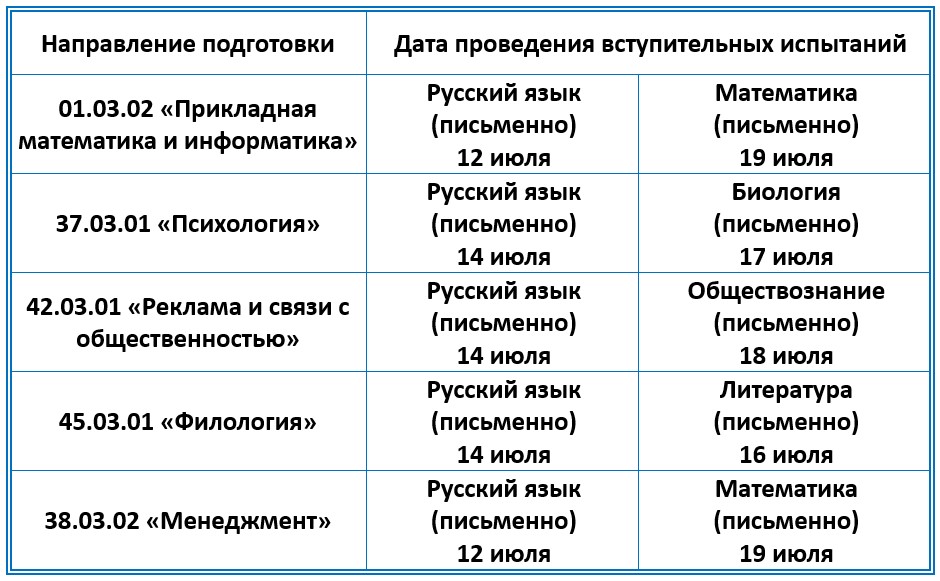 Направление подготовки
Дата проведения вступительных испытаний
01.03.02 «Прикладная
математика и информатика»
Русский язык
(письменно)
12 июля
Математика
(письменно)
19 июля
37.03.01 «Психология»
Русский язык
(письменно)
14 июля
Биология
(письменно)
17 июля
42.03.01 «Реклама и связи с
общественностью»
Русский язык
(письменно)
14 июля
Обществознание
(письменно)
18 июля
45.03.01 «Филология»
Русский язык
(письменно)
14 июля
Литература
(письменно)
16 июля
38.03.02 «Менеджмент»
Русский язык
(письменно)
12 июля
Математика
(письменно)
19 июля